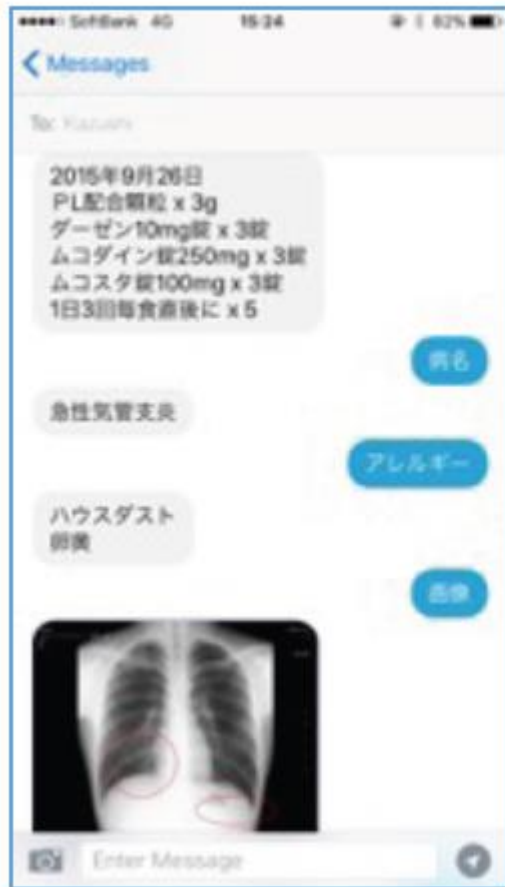 SoftBank 4G 15:24 82%
Messages
To: Kazushi
2015年9月26日
PL配合顆粒 x 3g
ダーゼン10mg錠 x 3錠
ムコダイン錠250mg x 3錠
ムコスタ錠100mg x 3錠
1日3回毎食直後に x 5
病名
急性気管支炎
アレルギー
ハウスダスト
卵黄
画像
Enter Message